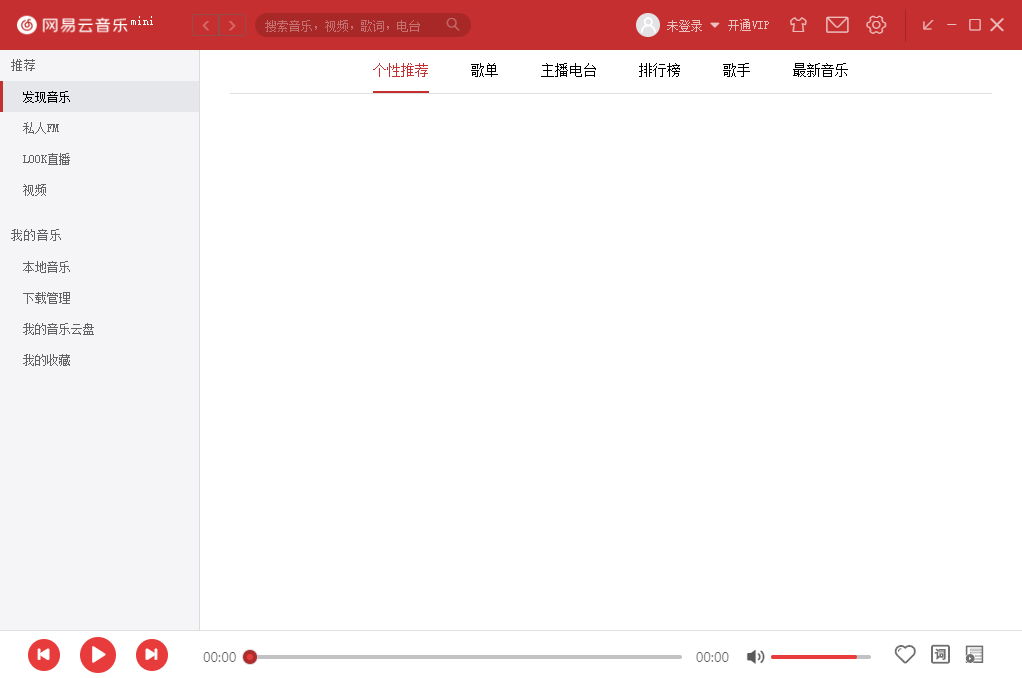 网易云音乐mini
搜索音乐，视频，歌词，电台
未登录
开通VIP
推荐
发现音乐
私人FM
LOOK直播
视频
我的音乐
本地音乐
下载管理
我的音乐云盘
我的收藏
个性推荐 歌单 主播电台 排行榜 歌手 最新音乐
00:00
00:00
词